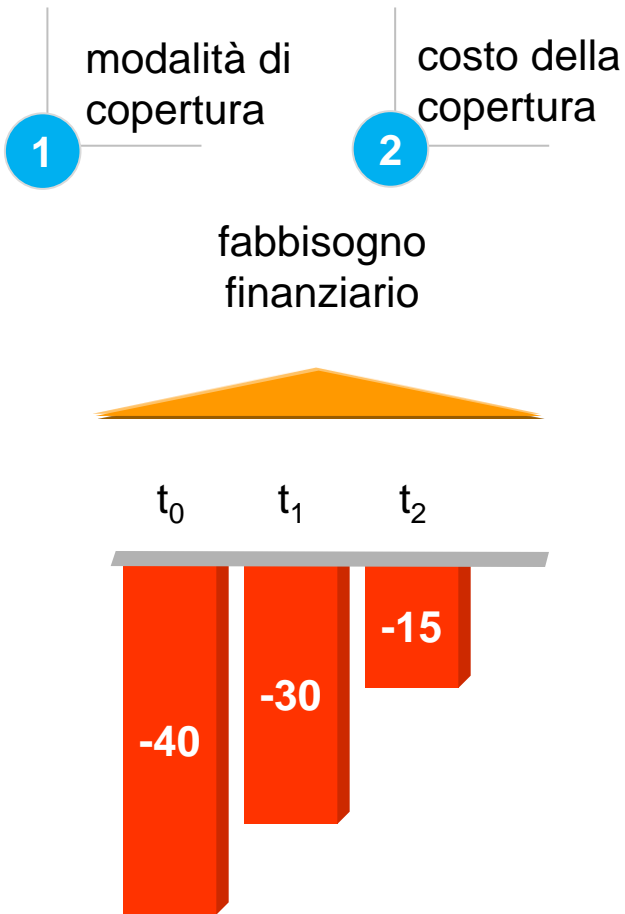 modalità di
copertura
1
costo della
copertura
2
fabbisogno
finanziario
t₀ t₁ t₂
-40 -30 -15